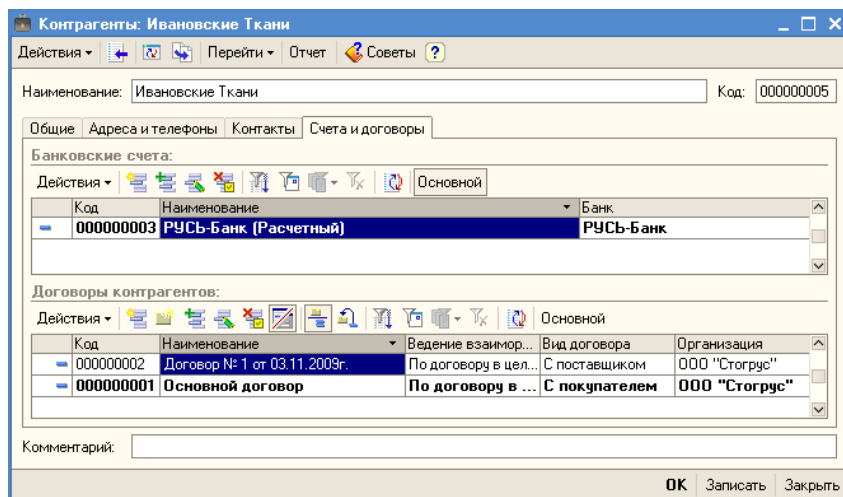 Контрагенты: Ивановские Ткани
Действия Перейти Отчет Советы ?
Наименование: Ивановские Ткани Код: 000000005
Общие Адреса и телефоны Контакты Счета и договоры
Банковские счета:
Действия Основной
Код Наименование Банк
000000003 РУСЬ-Банк (Расчетный) РУСЬ-Банк
Договоры контрагентов:
Действия Основной
Код Наименование Ведение взаимор... Вид договора Организация
000000002 Договор № 1 от 03.11.2009г. По договору в цел... С поставщиком ООО "Стогрус"
000000001 Основной договор По договору в ... С покупателем ООО "Стогрус"
Комментарий:
OK Записать Закрыть